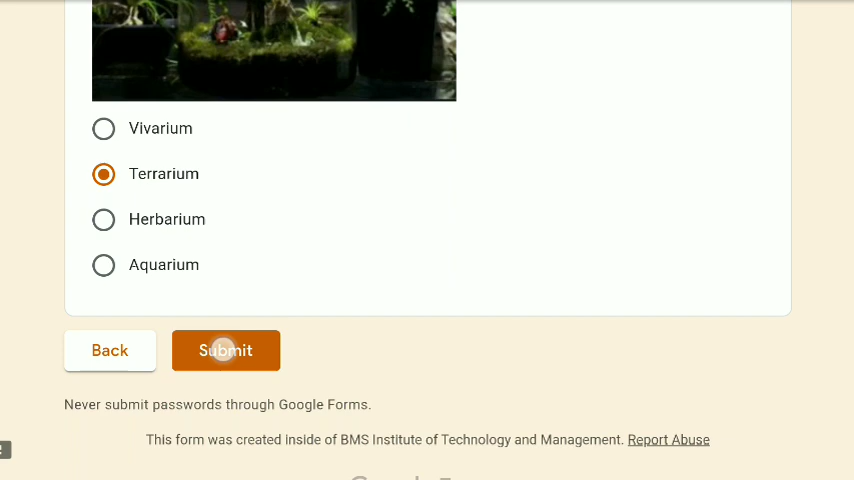 Vivarium
Terrarium
Herbarium
Aquarium
Back
Submit
Never submit passwords through Google Forms.
This form was created inside of BMS Institute of Technology and Management. Report Abuse